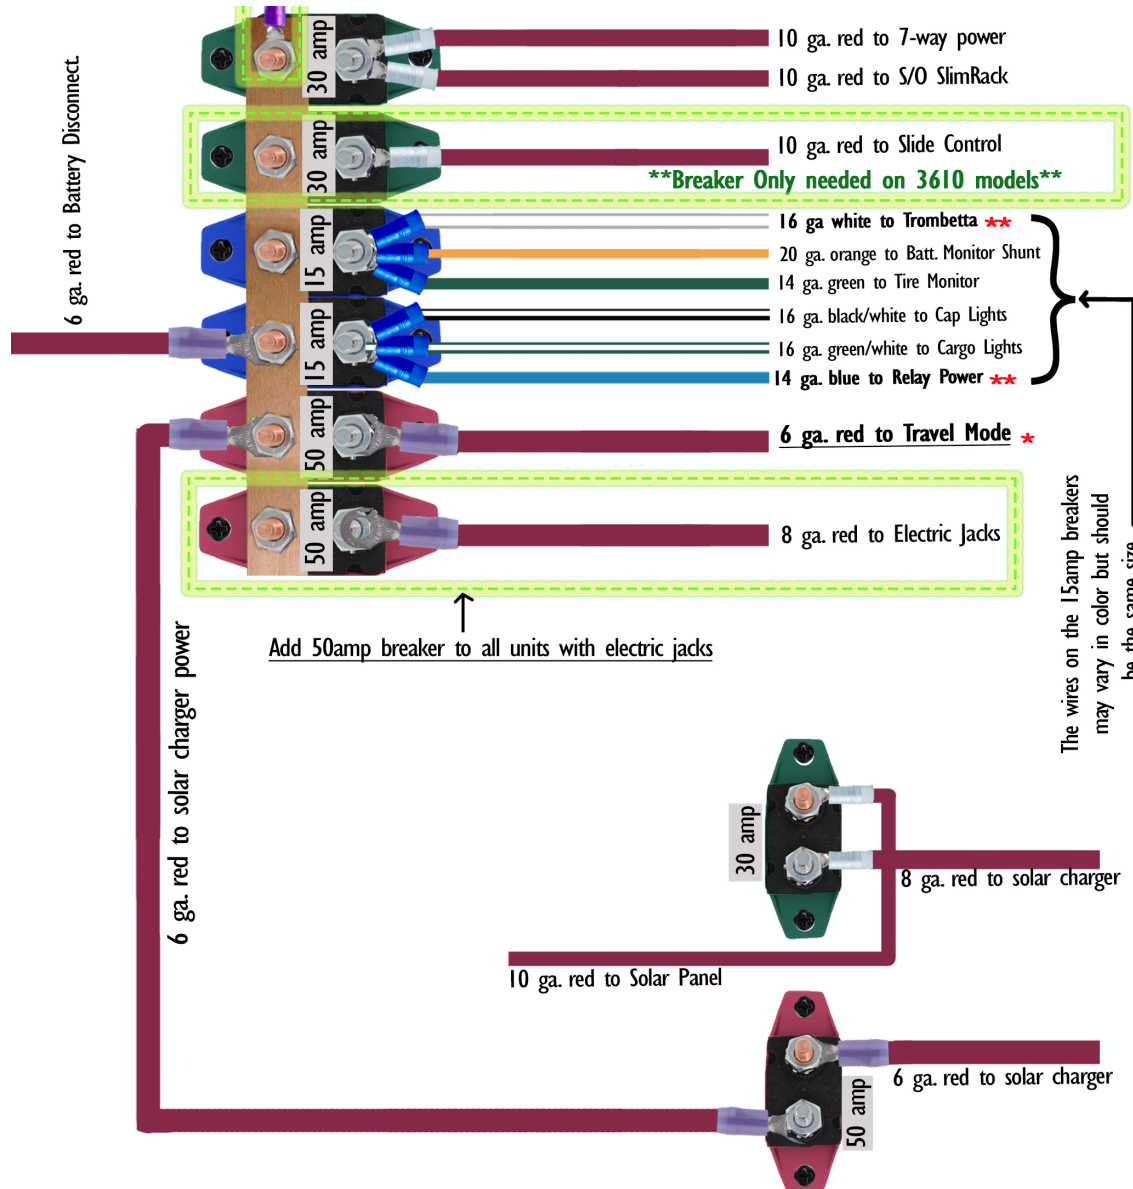 30 amp
10 ga. red to 7-way power
10 ga. red to S/O SlimRack
30 amp
10 ga. red to Slide Control
**Breaker Only needed on 3610 models**
15 amp
16 ga white to Trombetta **
20 ga. orange to Batt. Monitor Shunt
14 ga. green to Tire Monitor
15 amp
16 ga. black/white to Cap Lights
16 ga. green/white to Cargo Lights
14 ga. blue to Relay Power **
6 ga. red to Battery Disconnect.
50 amp
6 ga. red to Travel Mode *
50 amp
8 ga. red to Electric Jacks
Add 50amp breaker to all units with electric jacks
The wires on the 15amp breakers
may vary in color but should
be the same size
6 ga. red to solar charger power
30 amp
8 ga. red to solar charger
10 ga. red to Solar Panel
6 ga. red to solar charger
50 amp